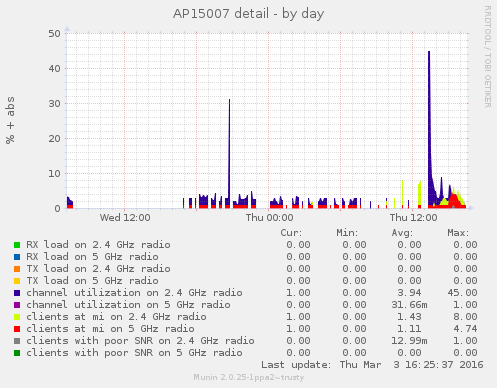 AP15007 detail - by day
RRDTOOL / TOBI OETIKER
% + abs
50
40
30
20
10
0
Wed 12:00 Thu 00:00 Thu 12:00
Cur: Min: Avg: Max:
RX load on 2.4 GHz radio 0.00 0.00 0.00 0.00
RX load on 5 GHz radio 0.00 0.00 0.00 0.00
TX load on 2.4 GHz radio 0.00 0.00 0.00 0.00
TX load on 5 GHz radio 0.00 0.00 0.00 0.00
channel utilization on 2.4 GHz radio 1.00 0.00 3.94 45.00
channel utilization on 5 GHz radio 0.00 0.00 31.66m 1.00
clients at mi on 2.4 GHz radio 1.00 0.00 1.43 8.00
clients at mi on 5 GHz radio 1.00 0.00 1.11 4.74
clients with poor SNR on 2.4 GHz radio 0.00 0.00 12.99m 1.00
clients with poor SNR on 5 GHz radio 0.00 0.00 0.00 0.00
Last update: Thu Mar 3 16:25:37 2016
Munin 2.0.25-1ppa2~trusty